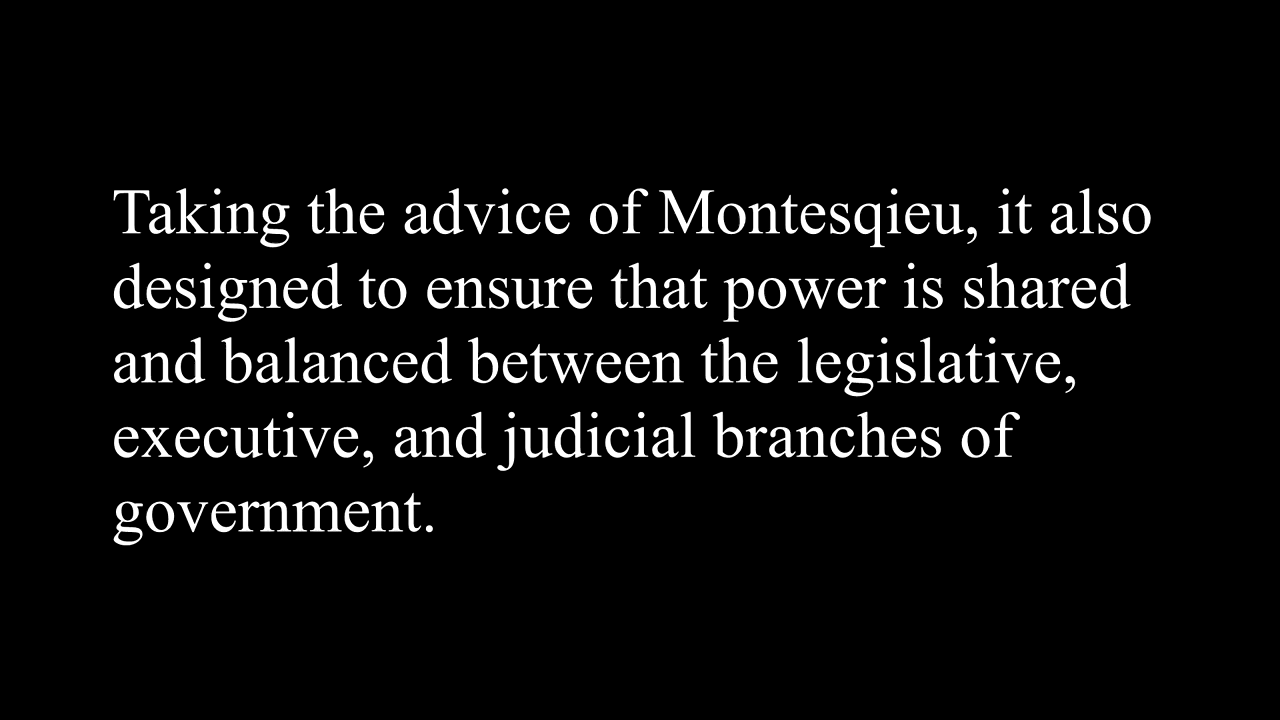 Taking the advice of Montesqieu, it also
designed to ensure that power is shared
and balanced between the legislative,
executive, and judicial branches of
government.